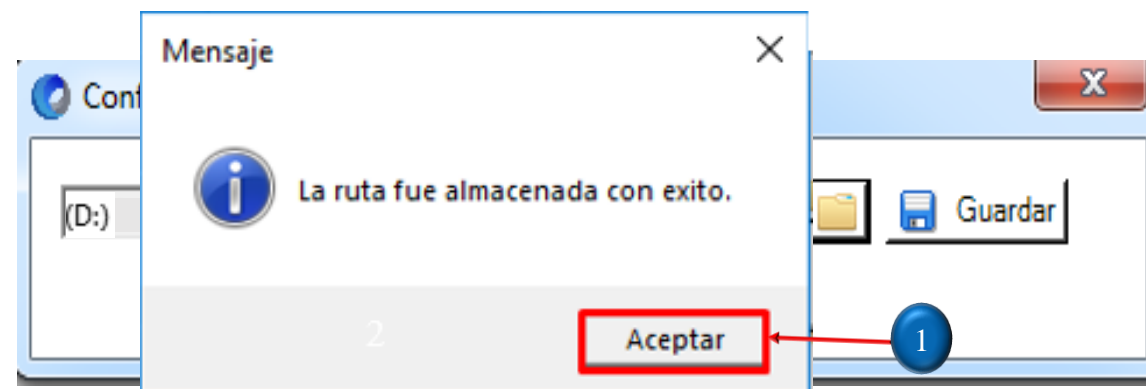 Mensaje
Conf
La ruta fue almacenada con exito.
(D:)
Guardar
2
Aceptar
1